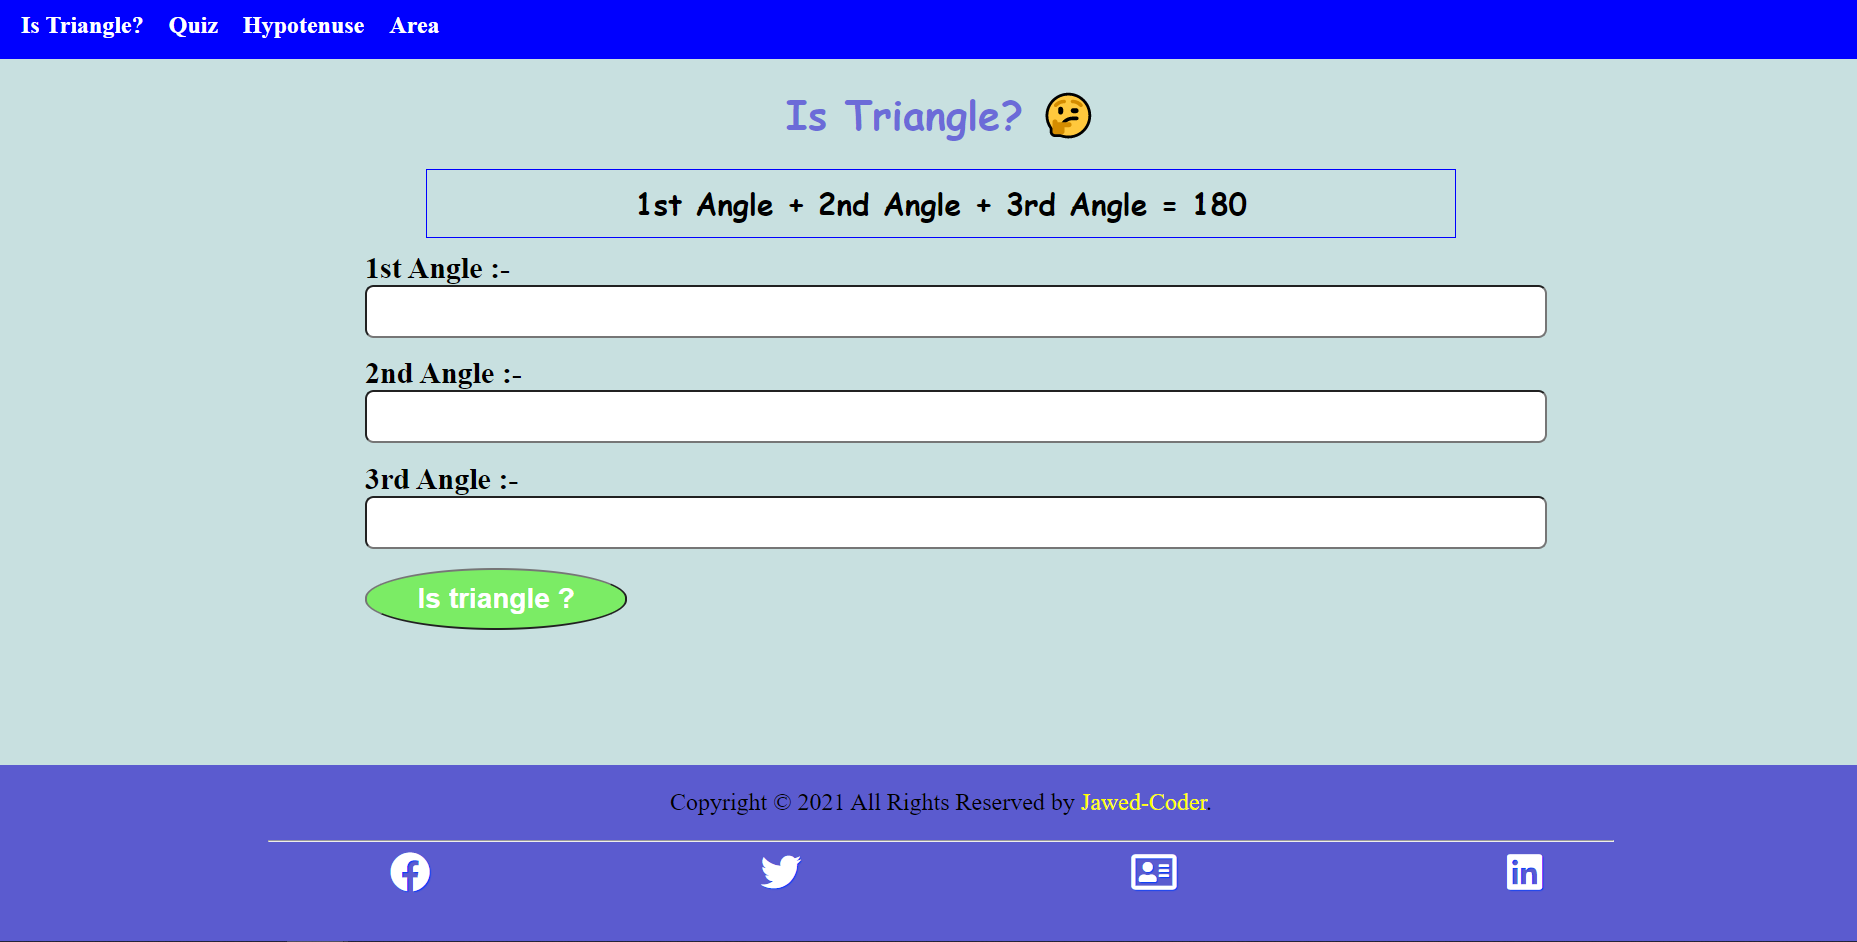 Is Triangle? Quiz Hypotenuse Area
Is Triangle? 🤔
1st Angle + 2nd Angle + 3rd Angle = 180
1st Angle :-
2nd Angle :-
3rd Angle :-
Is triangle ?
Copyright © 2021 All Rights Reserved by Jawed-Coder.
in